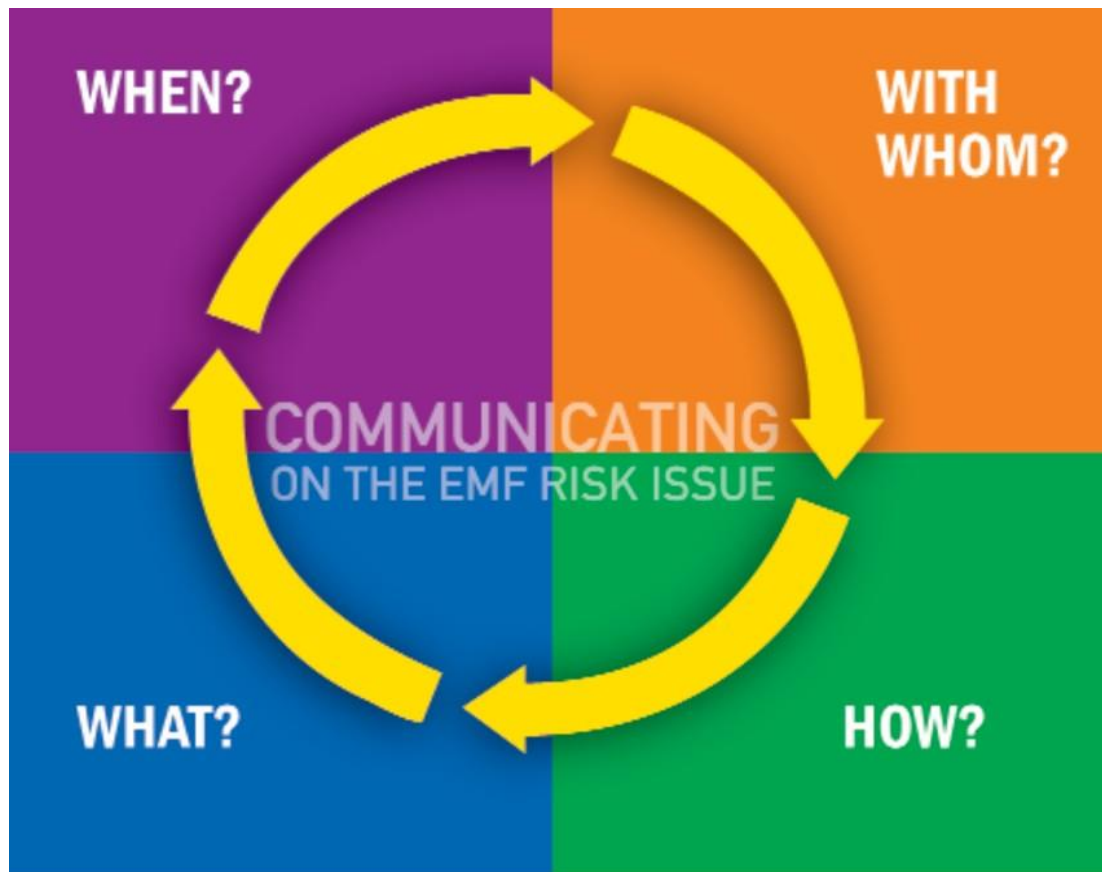 WHEN?
WITH
WHOM?
COMMUNICATING
ON THE EMF RISK ISSUE
WHAT?
HOW?